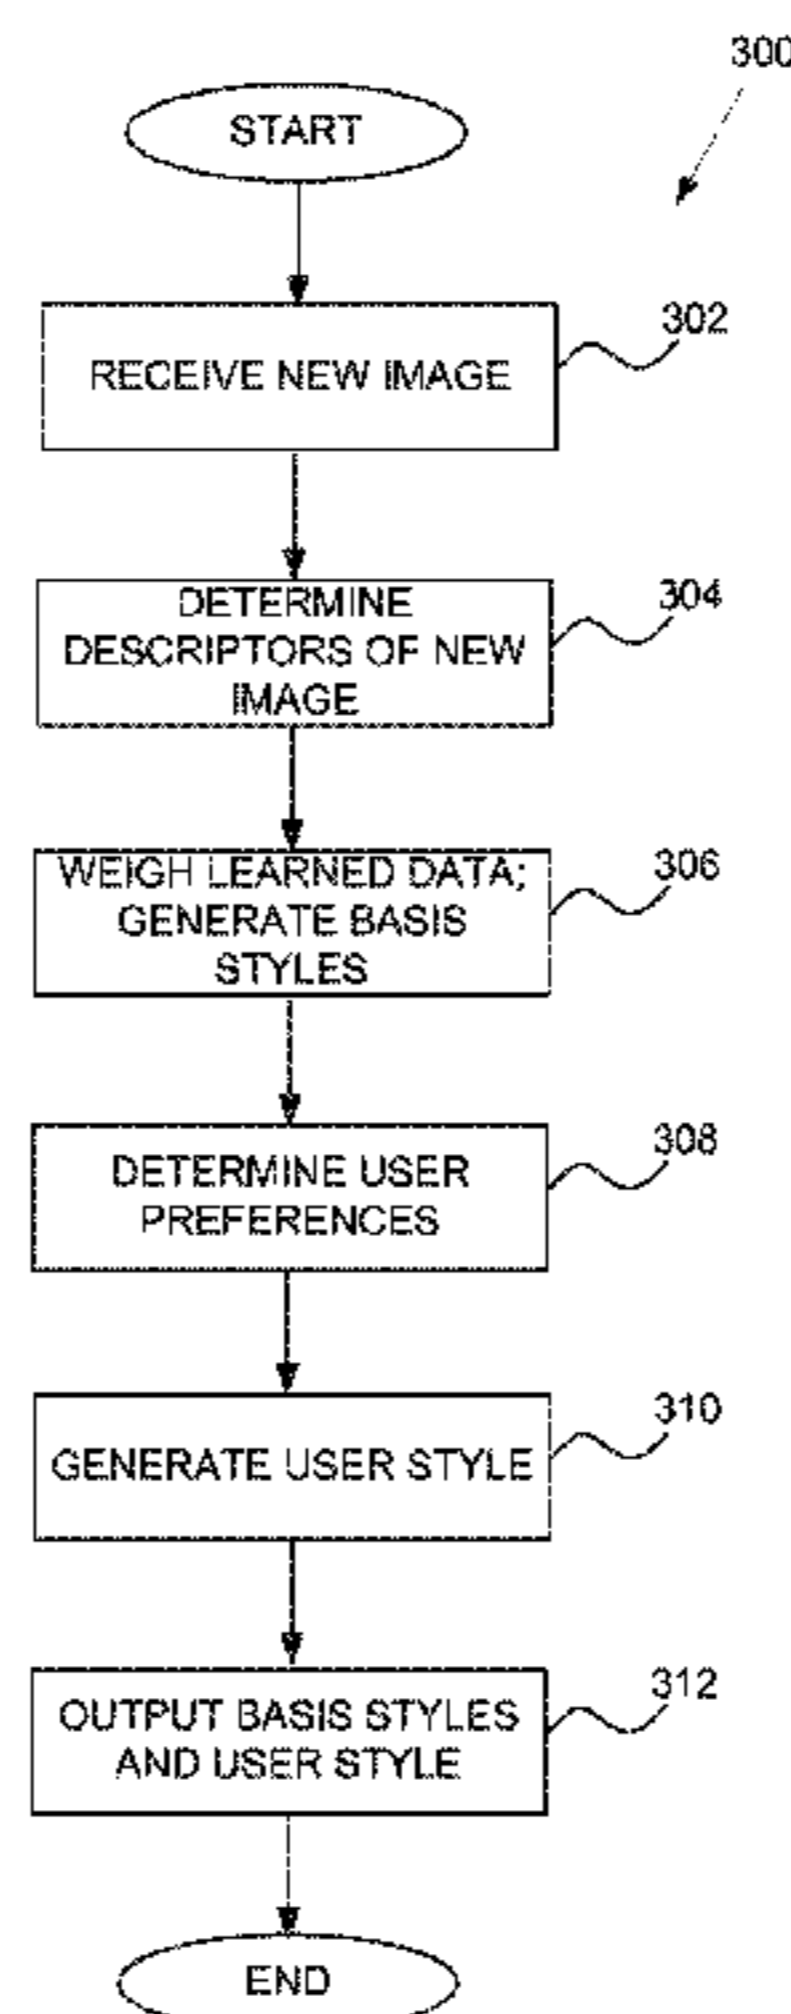 300
START
RECEIVE NEW IMAGE
302
DETERMINE
DESCRIPTORS OF NEW
IMAGE
304
WEIGH LEARNED DATA;
GENERATE BASIS
STYLES
306
DETERMINE USER
PREFERENCES
308
GENERATE USER STYLE
310
OUTPUT BASIS STYLES
AND USER STYLE
312
END